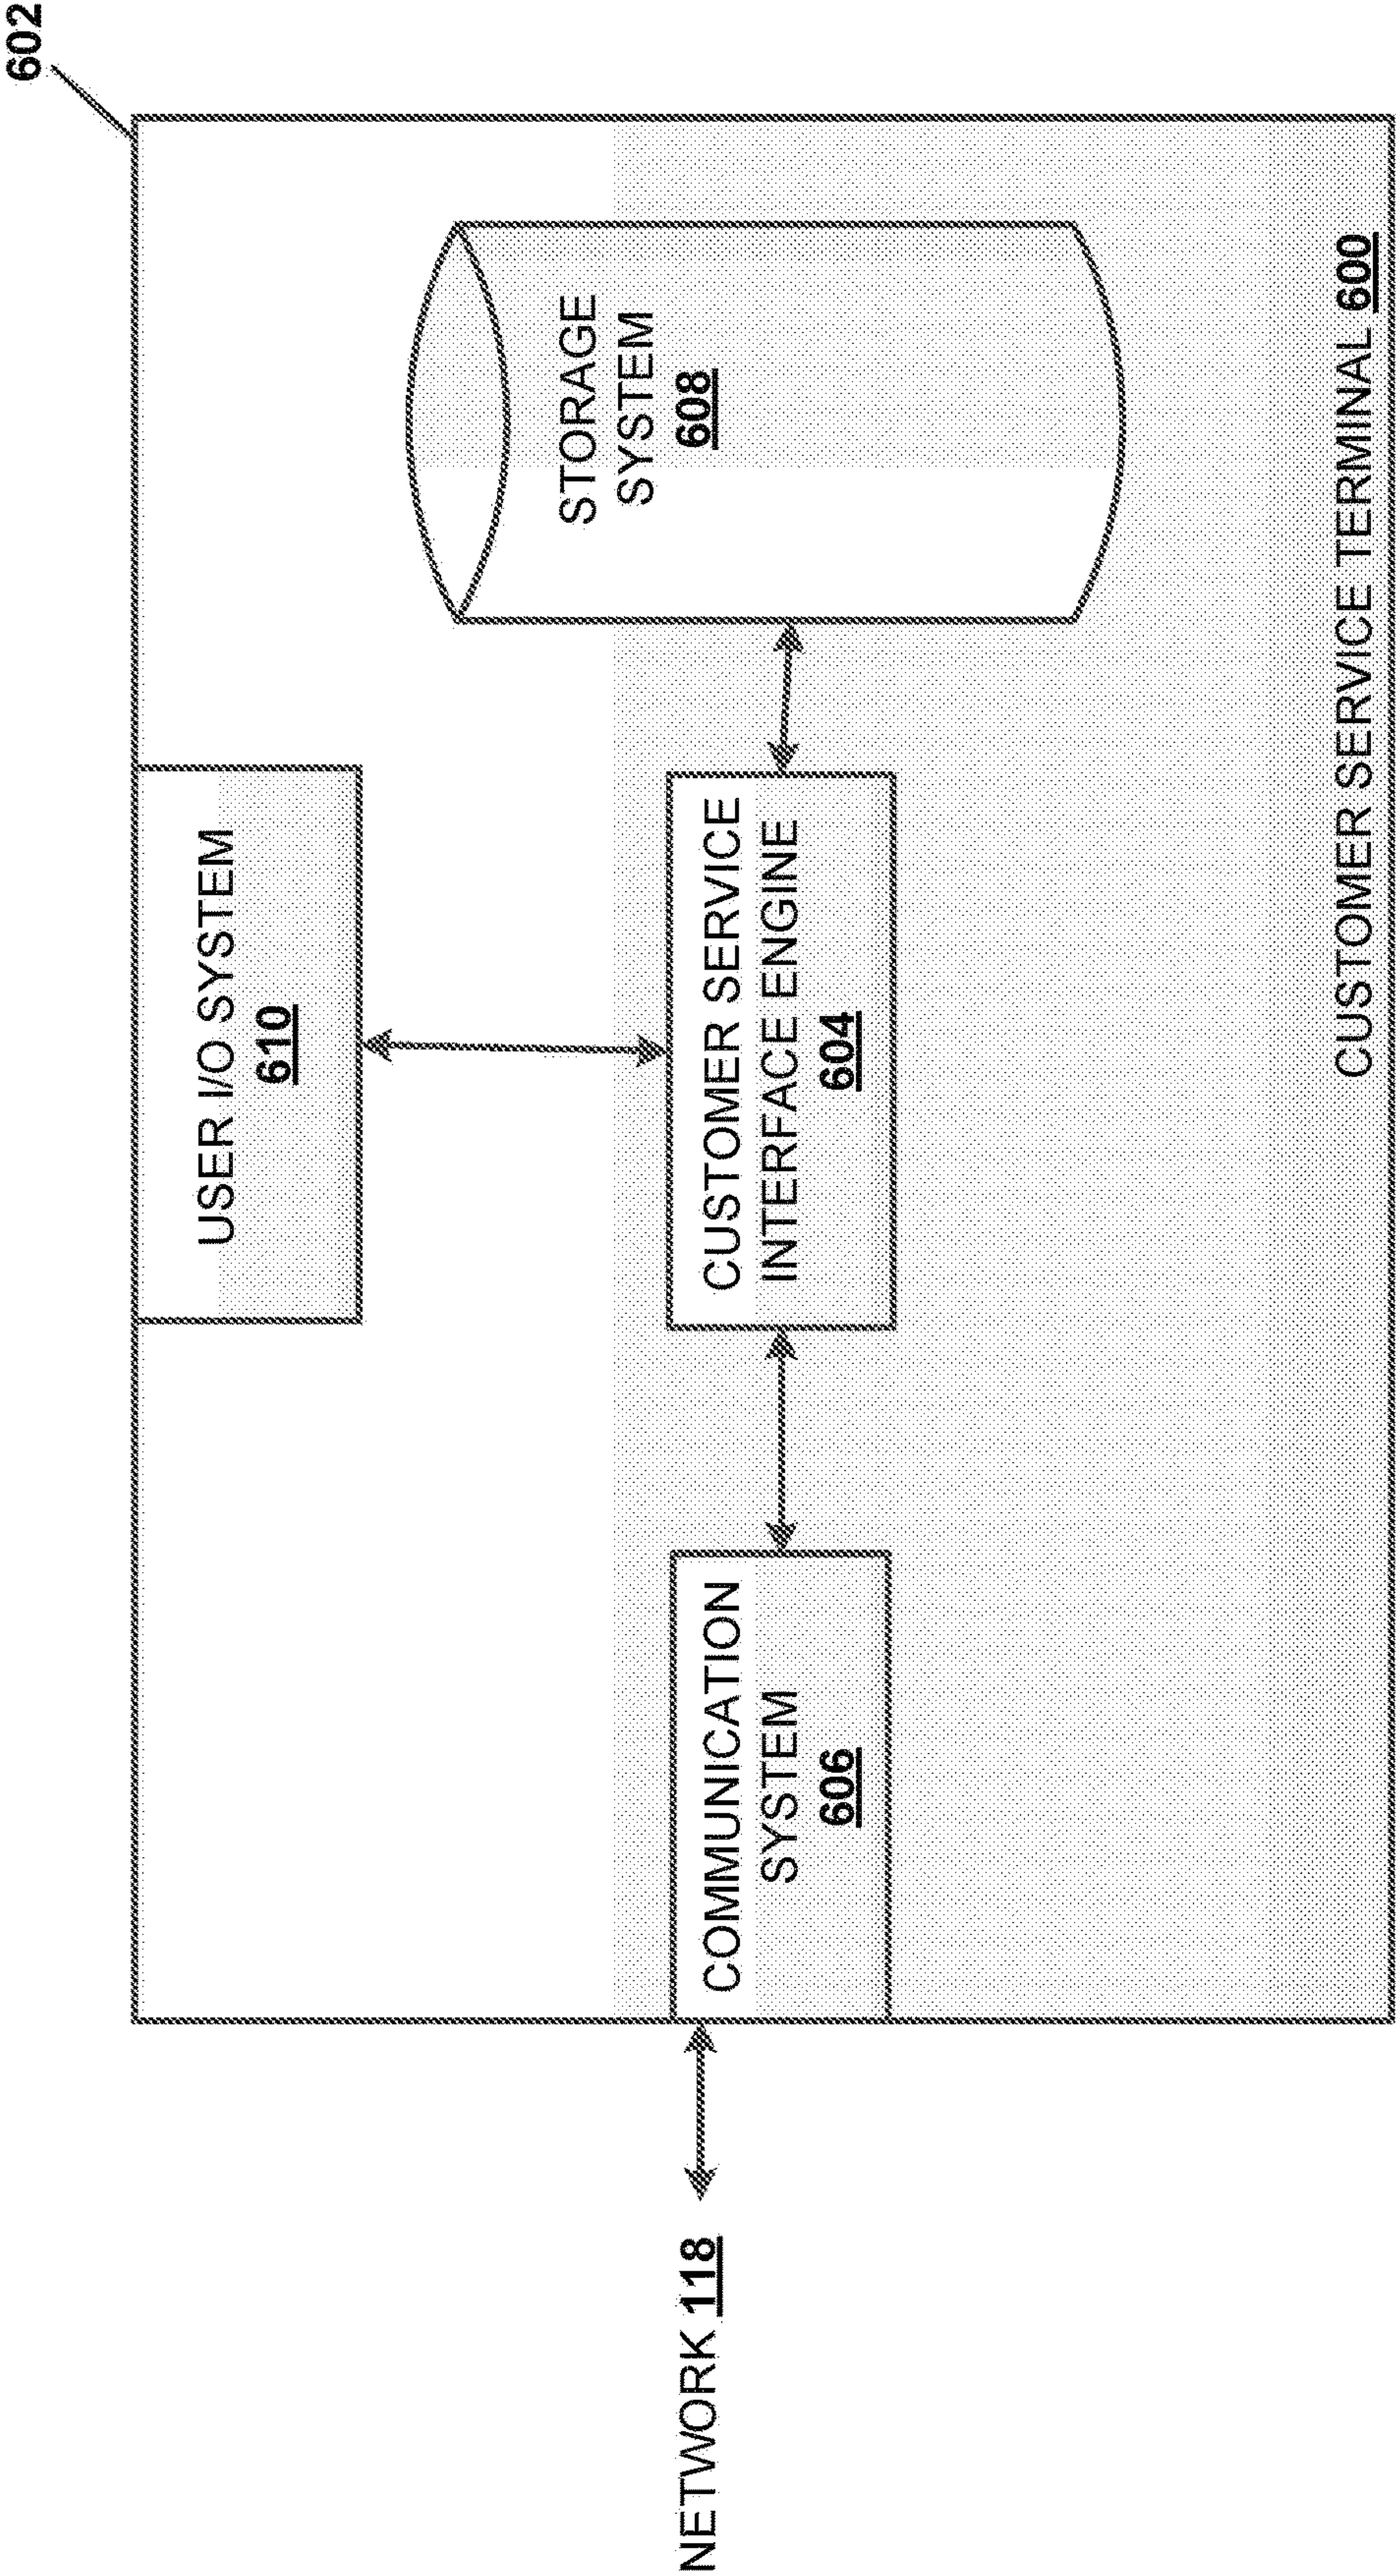 602
USER I/O SYSTEM
610
STORAGE
SYSTEM
608
CUSTOMER SERVICE
INTERFACE ENGINE
604
COMMUNICATION
SYSTEM
606
NETWORK 118
CUSTOMER SERVICE TERMINAL 600